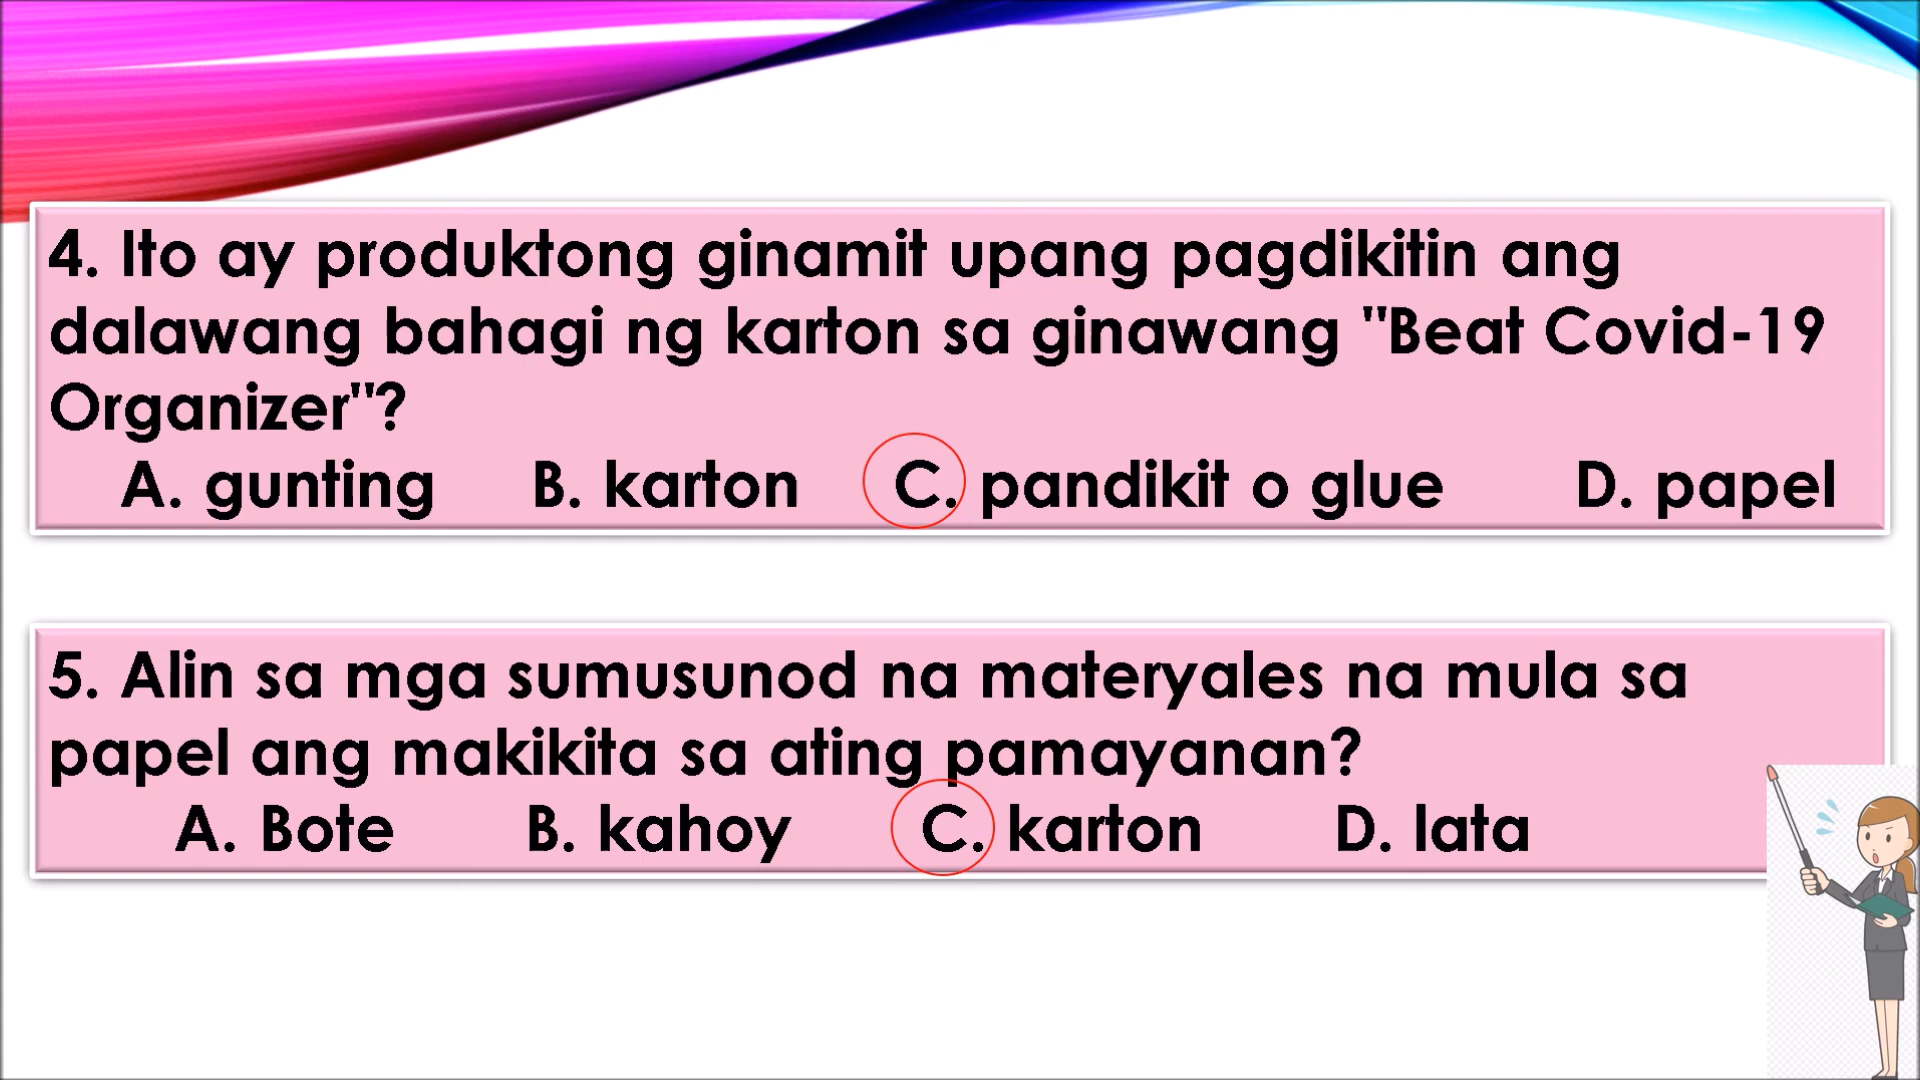 4. Ito ay produktong ginamit upang pagdikitin ang
dalawang bahagi ng karton sa ginawang "Beat Covid-19
Organizer"?
A. gunting B. karton C. pandikit o glue D. papel
5. Alin sa mga sumusunod na materyales na mula sa
papel ang makikita sa ating pamayanan?
A. Bote B. kahoy C. karton D. lata